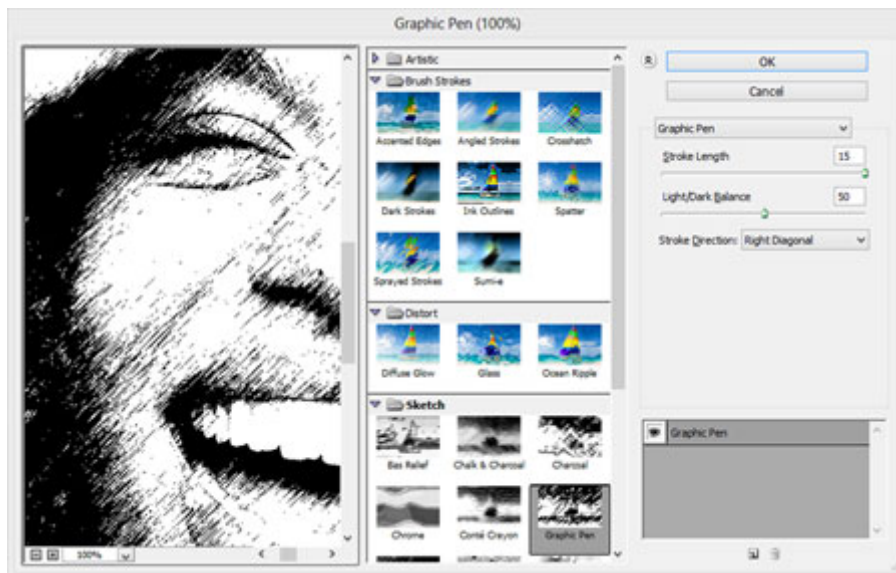 Graphic Pen (100%)
Artistic
Brush Strokes
Accented Edges Angled Strokes Crosshatch
Dark Strokes Ink Outlines Spatter
Sprayed Strokes Sumi-e
Distort
Diffuse Glow Glass Ocean Ripple
Sketch
Bas Relief Chalk & Charcoal Charcoal
Chrome Conté Crayon Graphic Pen
100%
OK
Cancel
Graphic Pen
Stroke Length 15
Light/Dark Balance 50
Stroke Direction: Right Diagonal
Graphic Pen